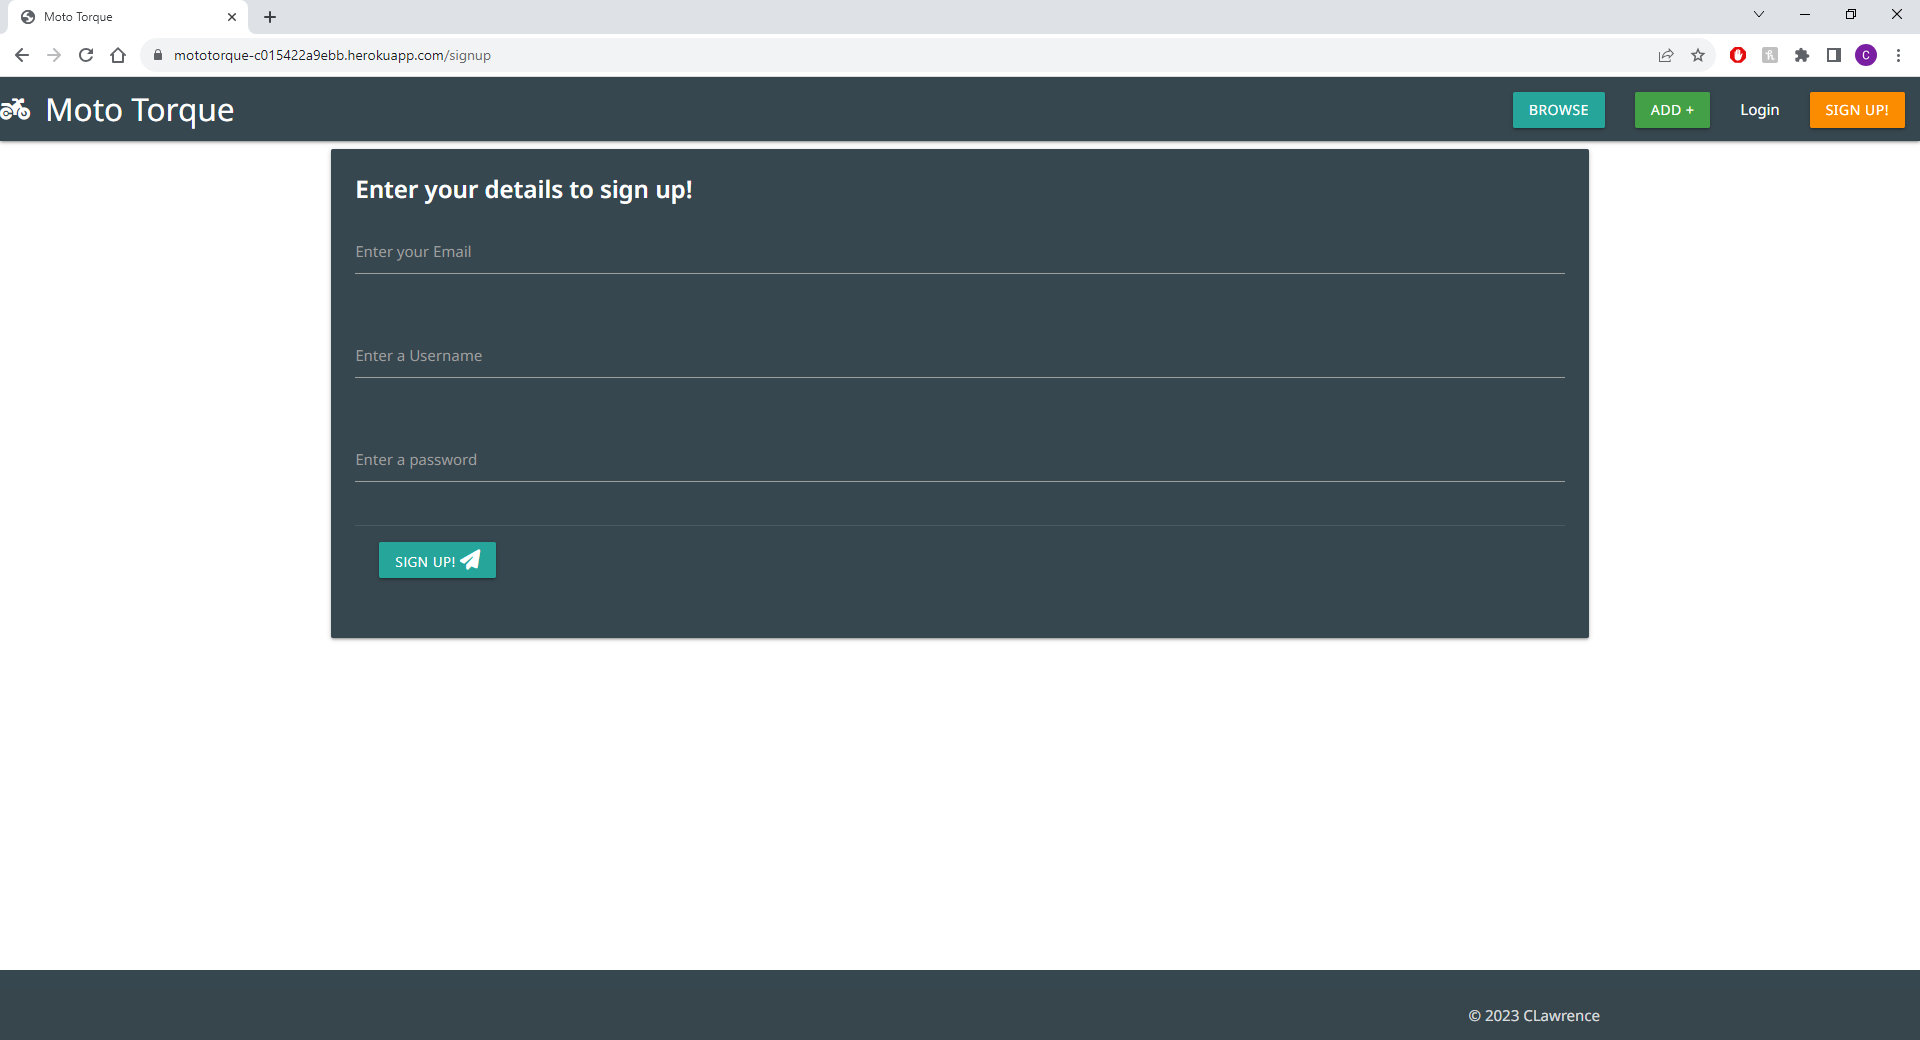 Moto Torque
mototorque-c015422a9ebb.herokuapp.com/signup
C
Moto Torque
BROWSE
ADD +
Login
SIGN UP!
Enter your details to sign up!
Enter your Email
Enter a Username
Enter a password
SIGN UP!
© 2023 CLawrence